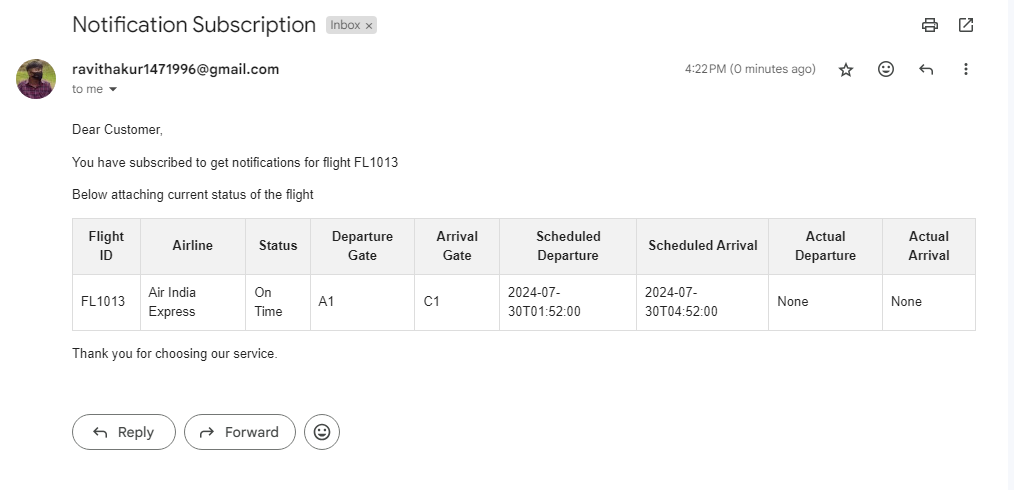 Notification Subscription Inbox ×
ravithakur1471996@gmail.com 4:22 PM (0 minutes ago)
to me
Dear Customer,
You have subscribed to get notifications for flight FL1013
Below attaching current status of the flight
Flight ID Airline Status Departure Gate Arrival Gate Scheduled Departure Scheduled Arrival Actual Departure Actual Arrival
FL1013 Air India Express On Time A1 C1 2024-07-30T01:52:00 2024-07-30T04:52:00 None None
Thank you for choosing our service.
Reply Forward